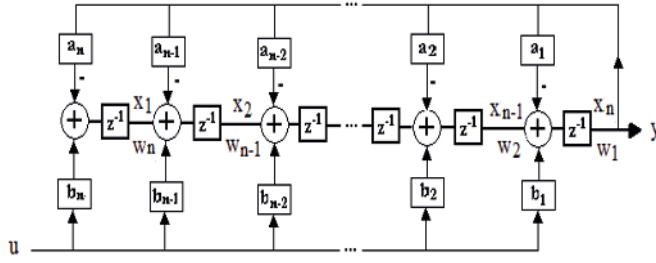 ...
aₙ aₙ₋₁ aₙ₋₂ a₂ a₁
- - - - -
x₁ x₂ xₙ₋₁ xₙ
+ z⁻¹ + z⁻¹ + z⁻¹ ... z⁻¹ + z⁻¹ + z⁻¹ y
wₙ wₙ₋₁ w₂ w₁
bₙ bₙ₋₁ bₙ₋₂ b₂ b₁
u ...